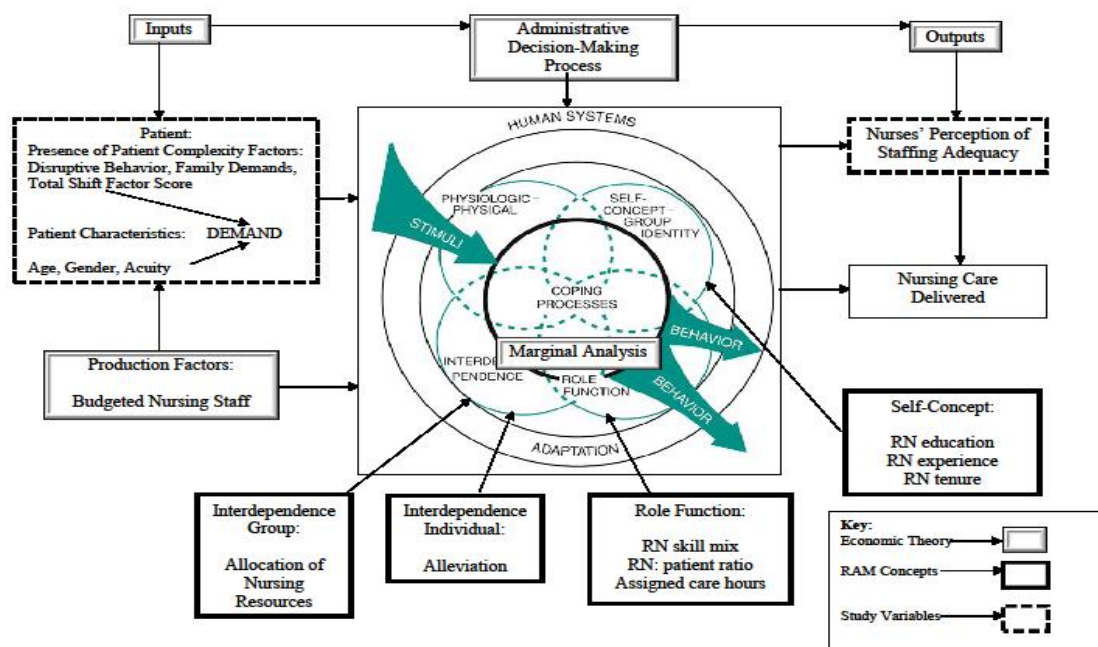 Inputs
Administrative
Decision-Making
Process
Outputs
Patient:
Presence of Patient Complexity Factors:
Disruptive Behavior, Family Demands,
Total Shift Factor Score
Patient Characteristics: DEMAND
Age, Gender, Acuity
Production Factors:
Budgeted Nursing Staff
HUMAN SYSTEMS
PHYSIOLOGIC–
PHYSICAL
SELF-
CONCEPT–
GROUP
IDENTITY
STIMULI
COPING
PROCESSES
Marginal Analysis
INTERDE
PENDENCE
ROLE
FUNCTION
BEHAVIOR
BEHAVIOR
ADAPTATION
Nurses’ Perception of
Staffing Adequacy
Nursing Care
Delivered
Self-Concept:
RN education
RN experience
RN tenure
Interdependence
Group:
Allocation of
Nursing
Resources
Interdependence
Individual:
Alleviation
Role Function:
RN skill mix
RN: patient ratio
Assigned care hours
Key:
Economic Theory
RAM Concepts
Study Variables